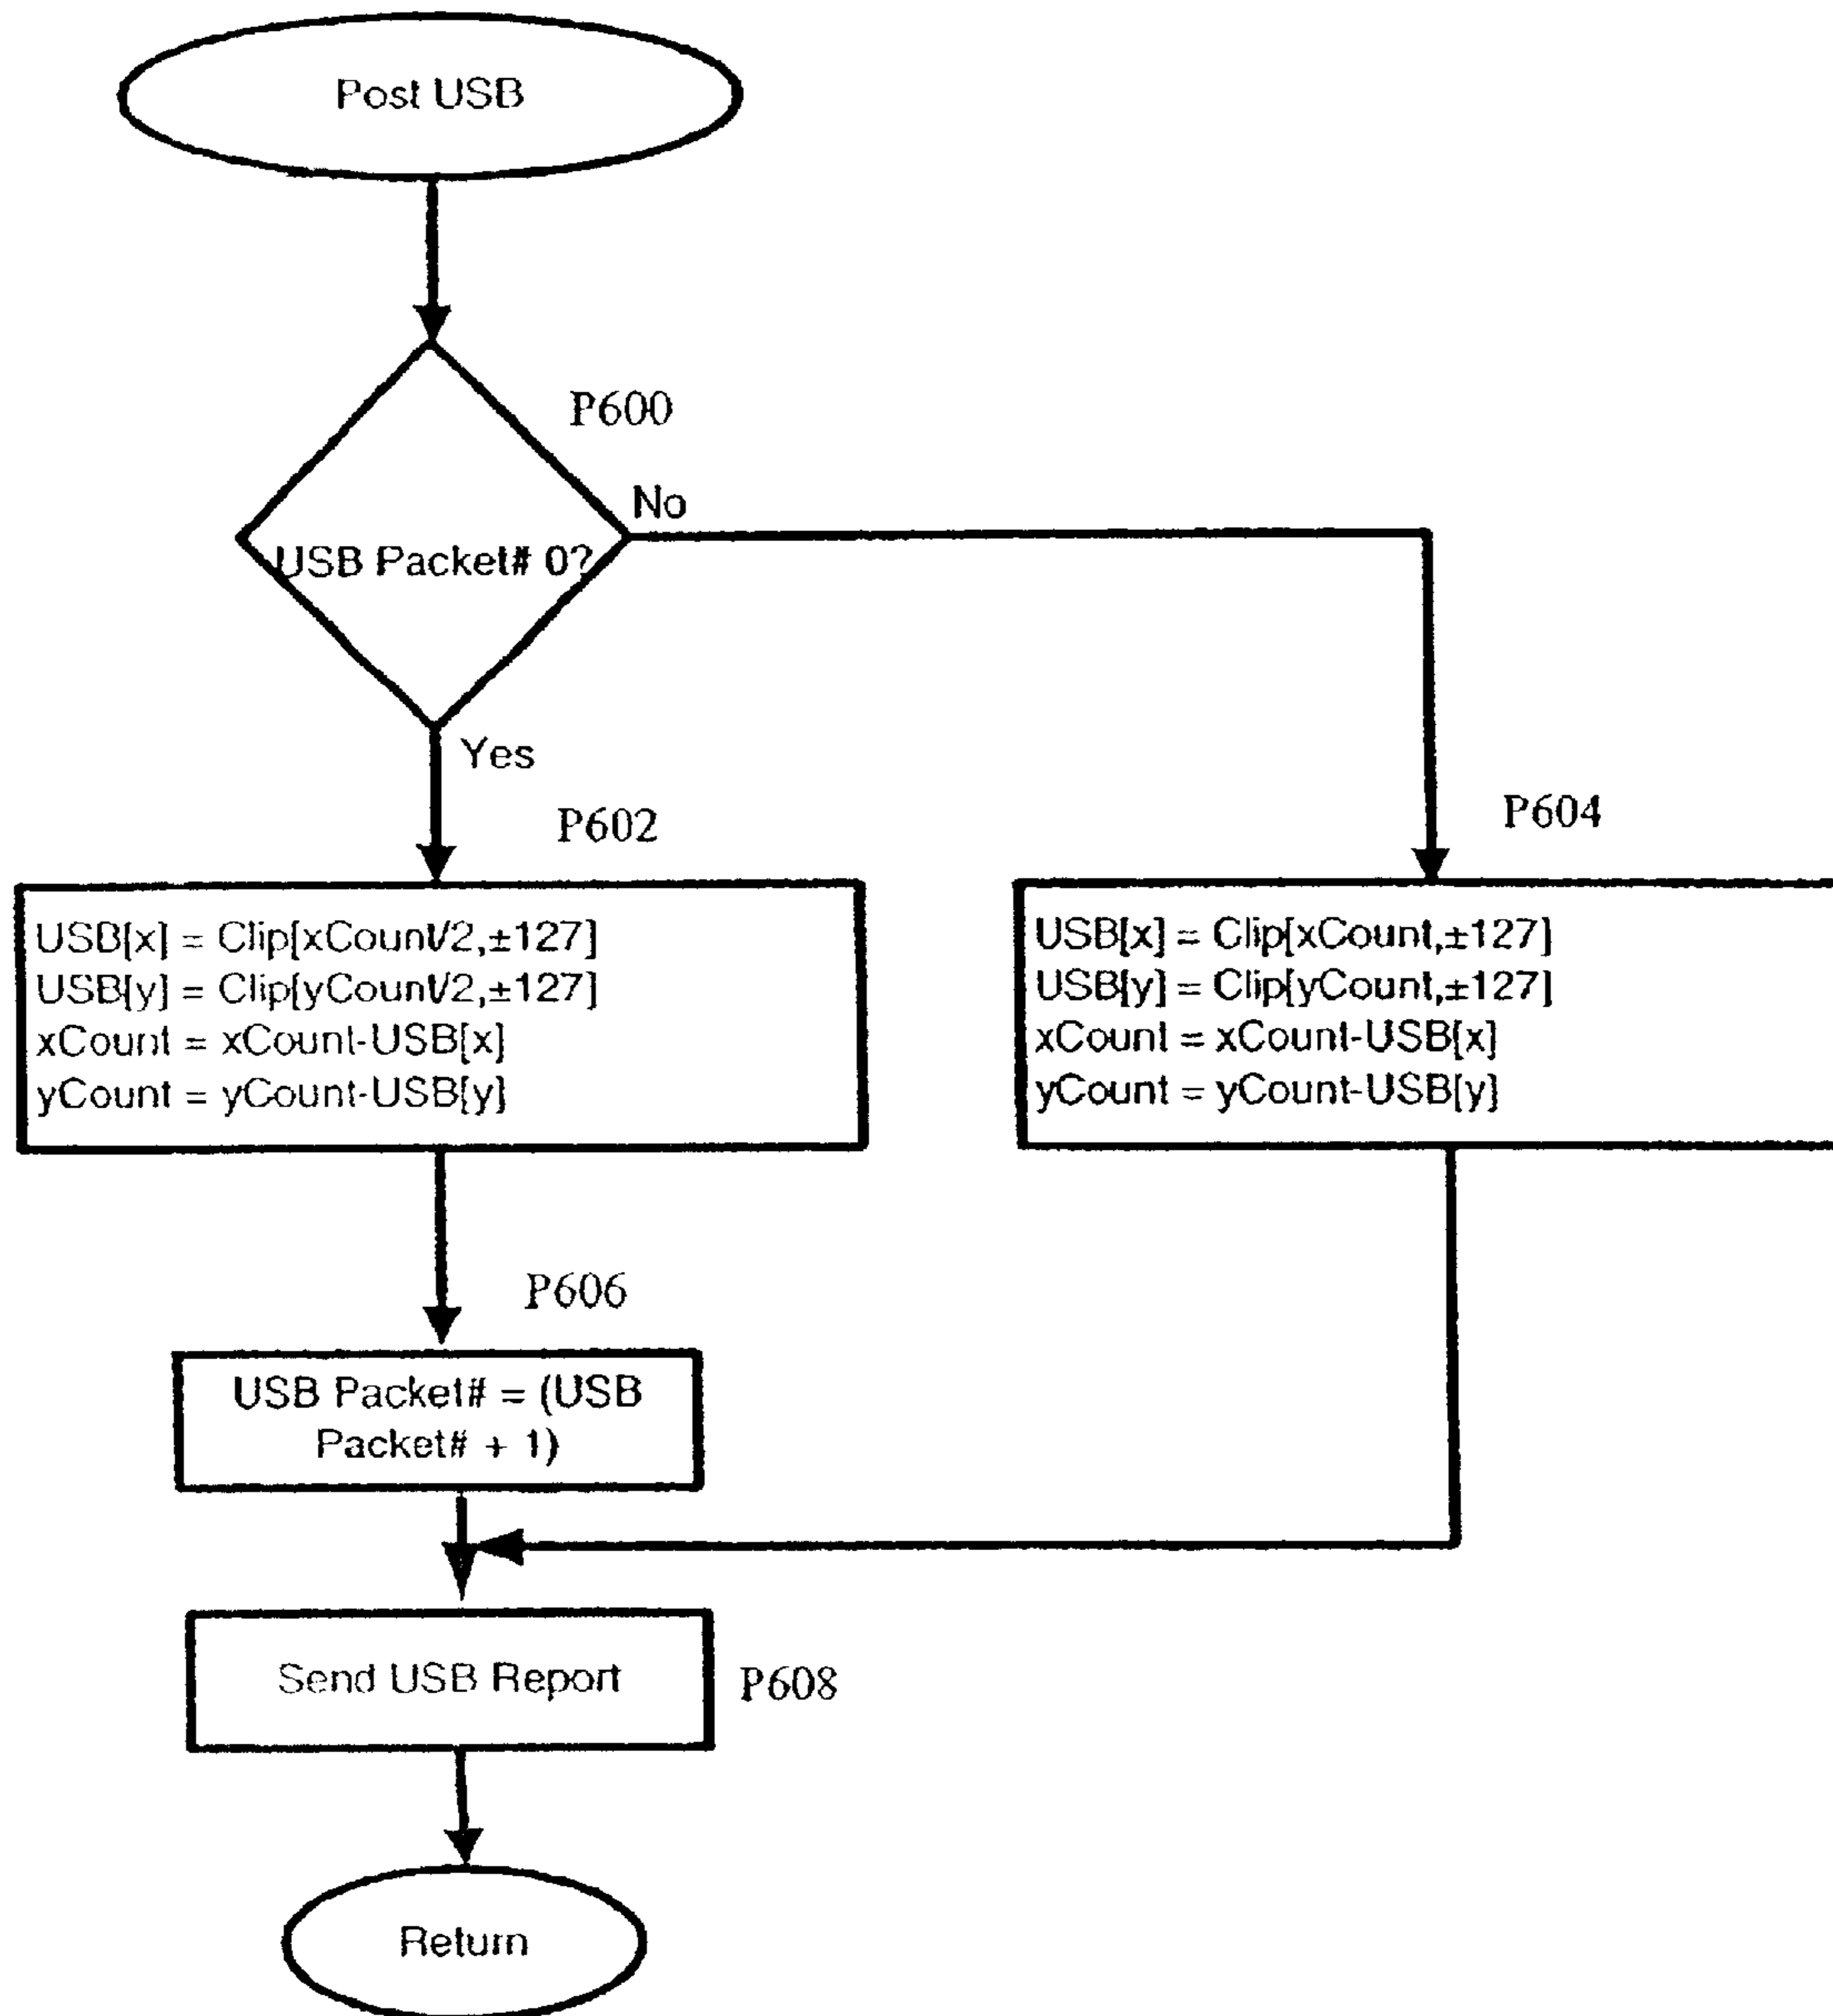 Post USB
P600
No
USB Packet# 0?
Yes
P602
P604
USB[x] = Clip[xCount/2,±127]
USB[y] = Clip[yCount/2,±127]
xCount = xCount-USB[x]
yCount = yCount-USB[y]
USB[x] = Clip[xCount,±127]
USB[y] = Clip[yCount,±127]
xCount = xCount-USB[x]
yCount = yCount-USB[y]
P606
USB Packet# = (USB
Packet# + 1)
Send USB Report
P608
Return